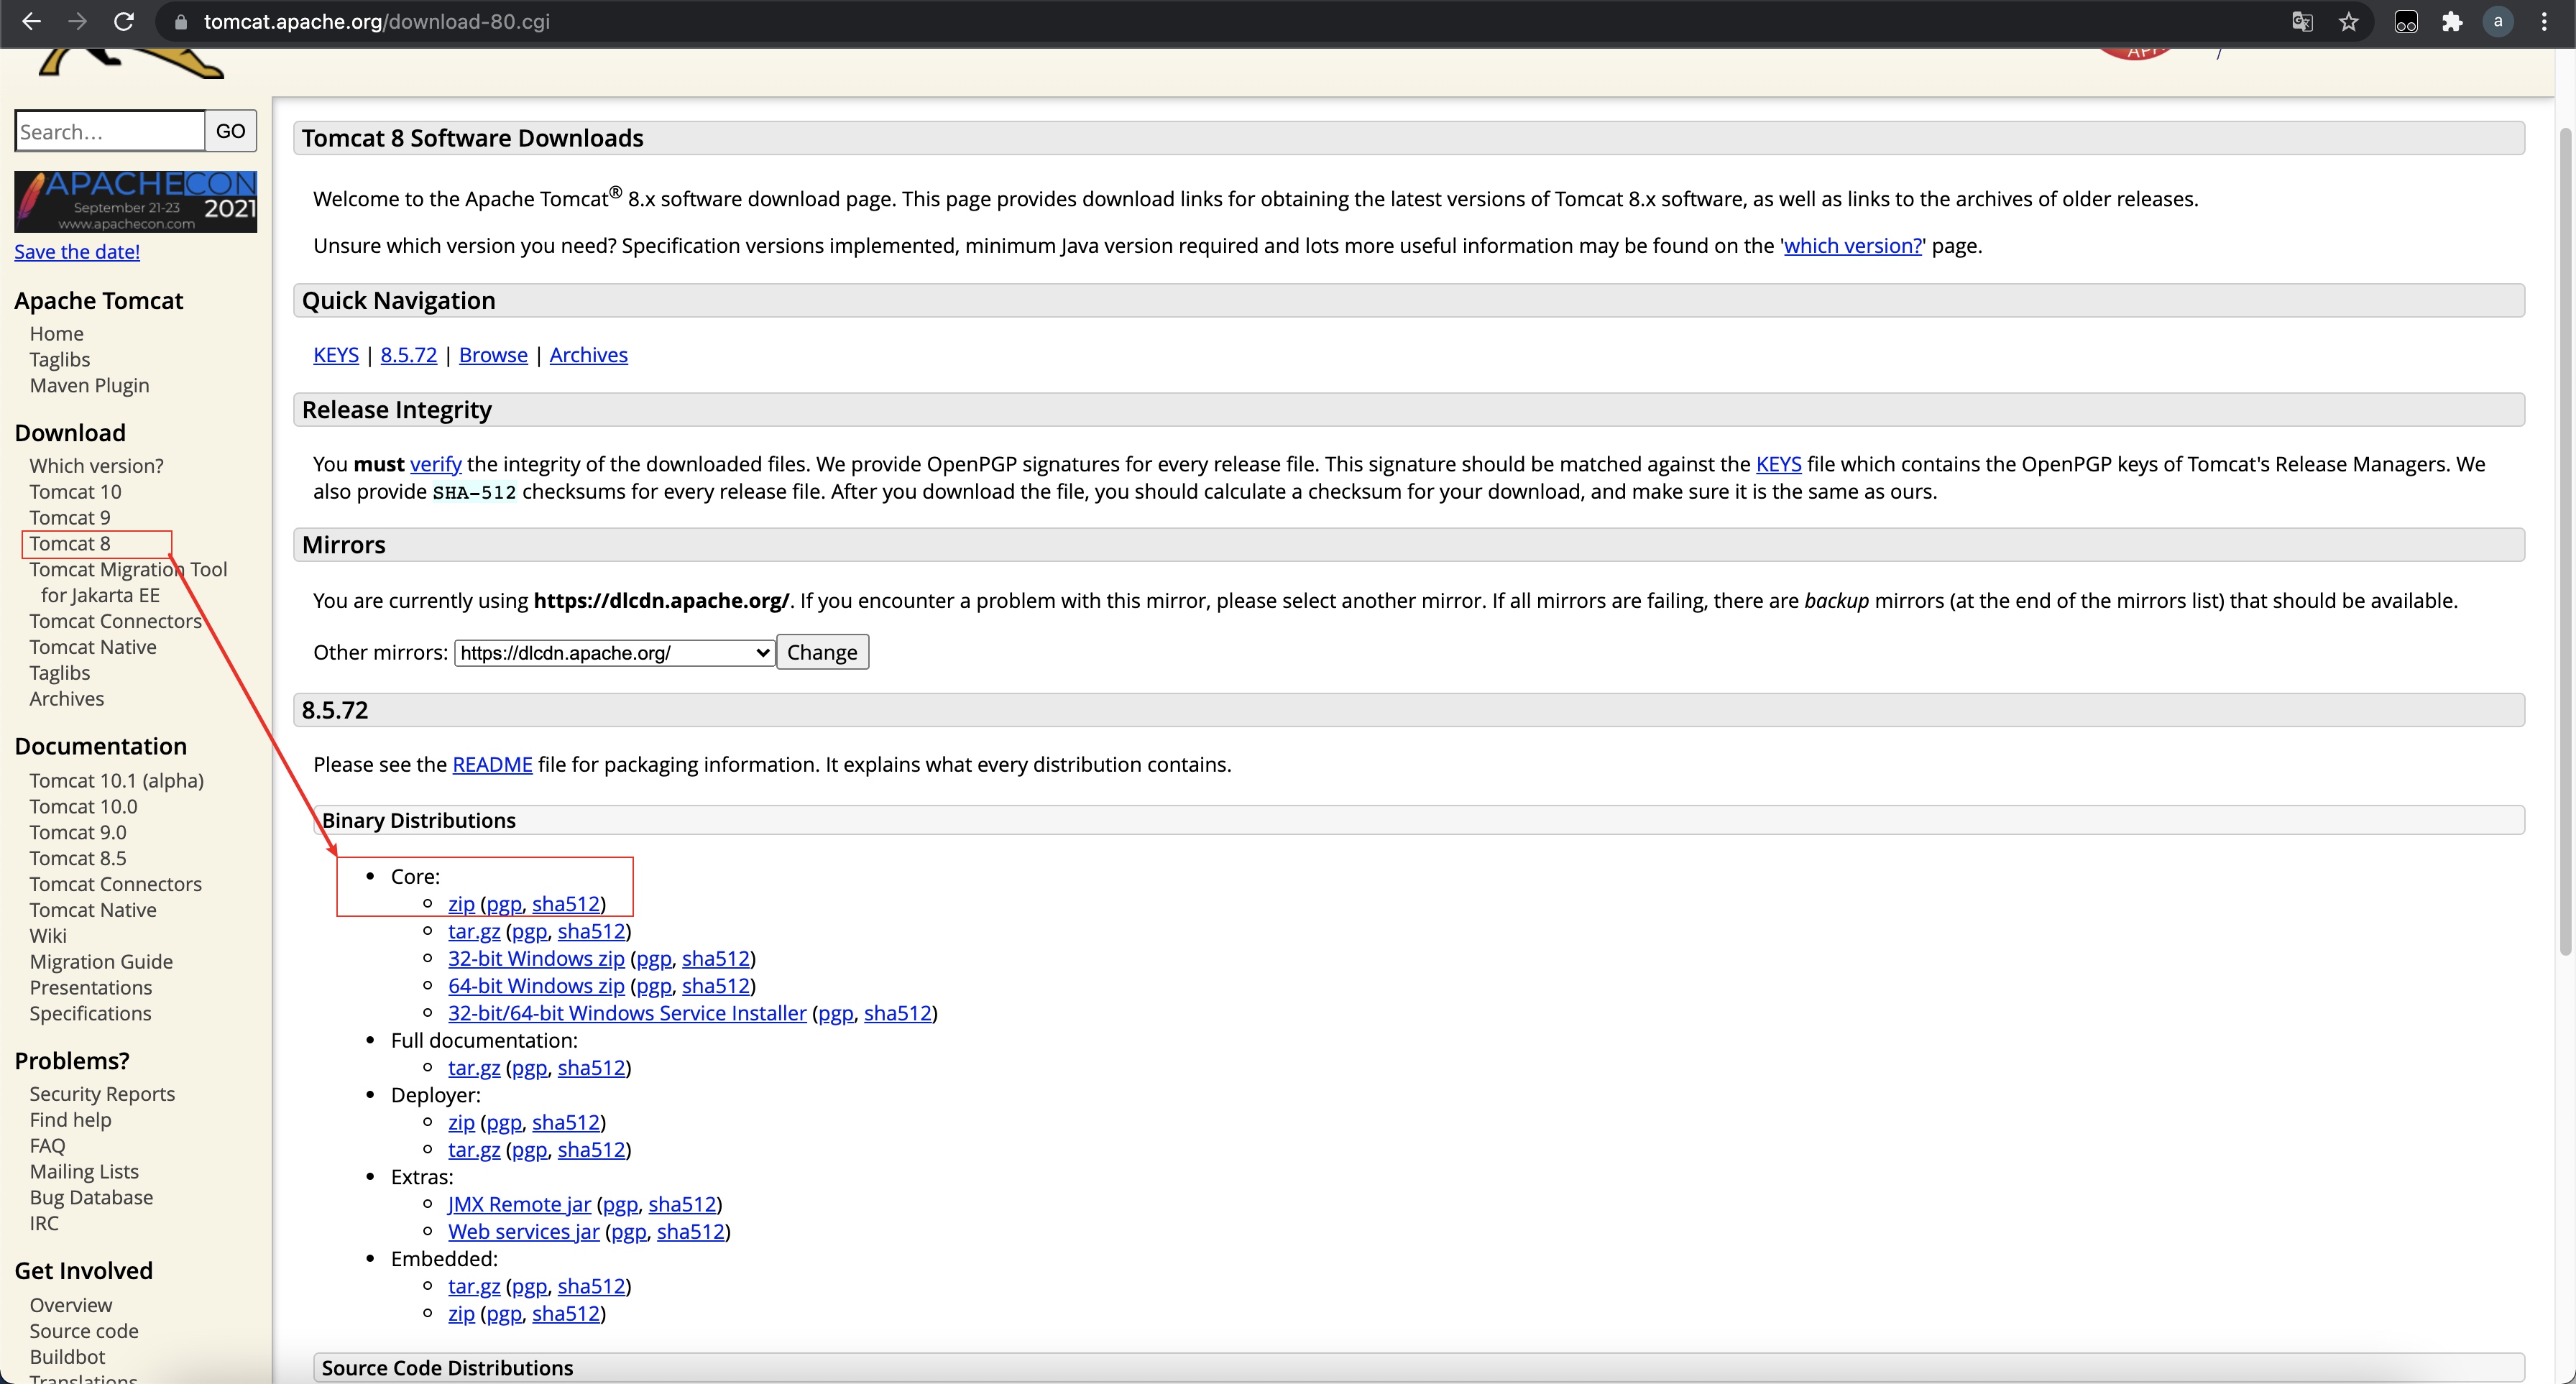 tomcat.apache.org/download-80.cgi
a
Search...
GO
APACHECON
September 21-23
2021
www.apachecon.com
Save the date!
Apache Tomcat
Home
Taglibs
Maven Plugin
Download
Which version?
Tomcat 10
Tomcat 9
Tomcat 8
Tomcat Migration Tool
for Jakarta EE
Tomcat Connectors
Tomcat Native
Taglibs
Archives
Documentation
Tomcat 10.1 (alpha)
Tomcat 10.0
Tomcat 9.0
Tomcat 8.5
Tomcat Connectors
Tomcat Native
Wiki
Migration Guide
Presentations
Specifications
Problems?
Security Reports
Find help
FAQ
Mailing Lists
Bug Database
IRC
Get Involved
Overview
Source code
Buildbot
Translations
Tomcat 8 Software Downloads
Welcome to the Apache Tomcat® 8.x software download page. This page provides download links for obtaining the latest versions of Tomcat 8.x software, as well as links to the archives of older releases.
Unsure which version you need? Specification versions implemented, minimum Java version required and lots more useful information may be found on the 'which version?' page.
Quick Navigation
KEYS | 8.5.72 | Browse | Archives
Release Integrity
You must verify the integrity of the downloaded files. We provide OpenPGP signatures for every release file. This signature should be matched against the KEYS file which contains the OpenPGP keys of Tomcat's Release Managers. We
also provide SHA-512 checksums for every release file. After you download the file, you should calculate a checksum for your download, and make sure it is the same as ours.
Mirrors
You are currently using https://dlcdn.apache.org/. If you encounter a problem with this mirror, please select another mirror. If all mirrors are failing, there are backup mirrors (at the end of the mirrors list) that should be available.
Other mirrors: https://dlcdn.apache.org/ Change
8.5.72
Please see the README file for packaging information. It explains what every distribution contains.
Binary Distributions
Core:
zip (pgp, sha512)
tar.gz (pgp, sha512)
32-bit Windows zip (pgp, sha512)
64-bit Windows zip (pgp, sha512)
32-bit/64-bit Windows Service Installer (pgp, sha512)
Full documentation:
tar.gz (pgp, sha512)
Deployer:
zip (pgp, sha512)
tar.gz (pgp, sha512)
Extras:
JMX Remote jar (pgp, sha512)
Web services jar (pgp, sha512)
Embedded:
tar.gz (pgp, sha512)
zip (pgp, sha512)
Source Code Distributions